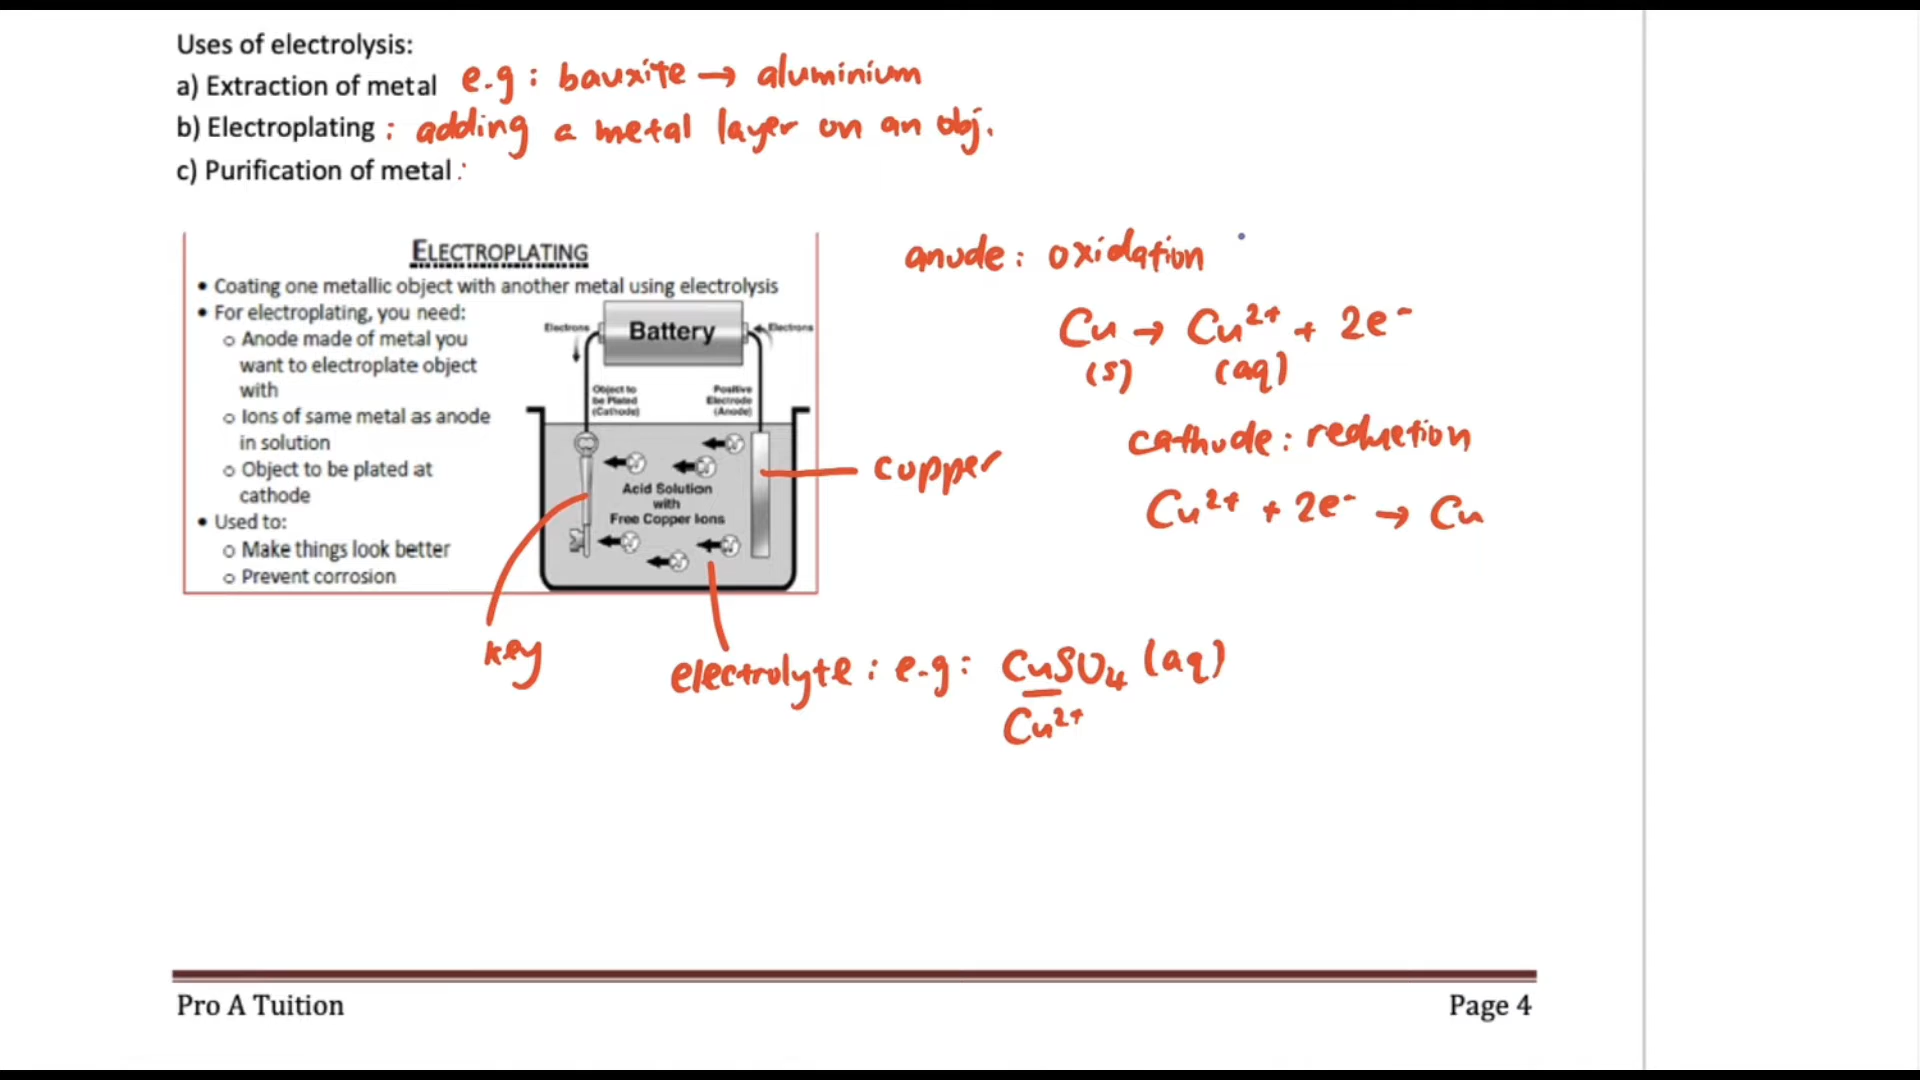 Uses of electrolysis:
a) Extraction of metal e.g : bauxite → aluminium
b) Electroplating : adding a metal layer on an obj.
c) Purification of metal :
ELECTROPLATING
• Coating one metallic object with another metal using electrolysis
• For electroplating, you need:
o Anode made of metal you
want to electroplate object
with
o Ions of same metal as anode
in solution
o Object to be plated at
cathode
• Used to:
o Make things look better
o Prevent corrosion
Electrons
Battery
Electrons
Object to
be Plated
(Cathode)
Positive
Electrode
(Anode)
Acid Solution
with
Free Copper Ions
copper
key
electrolyte : e.g : CuSO₄ (aq)
Cu²⁺
anode : oxidation
Cu → Cu²⁺ + 2e⁻
(s) (aq)
cathode : reduction
Cu²⁺ + 2e⁻ → Cu
Pro A Tuition
Page 4